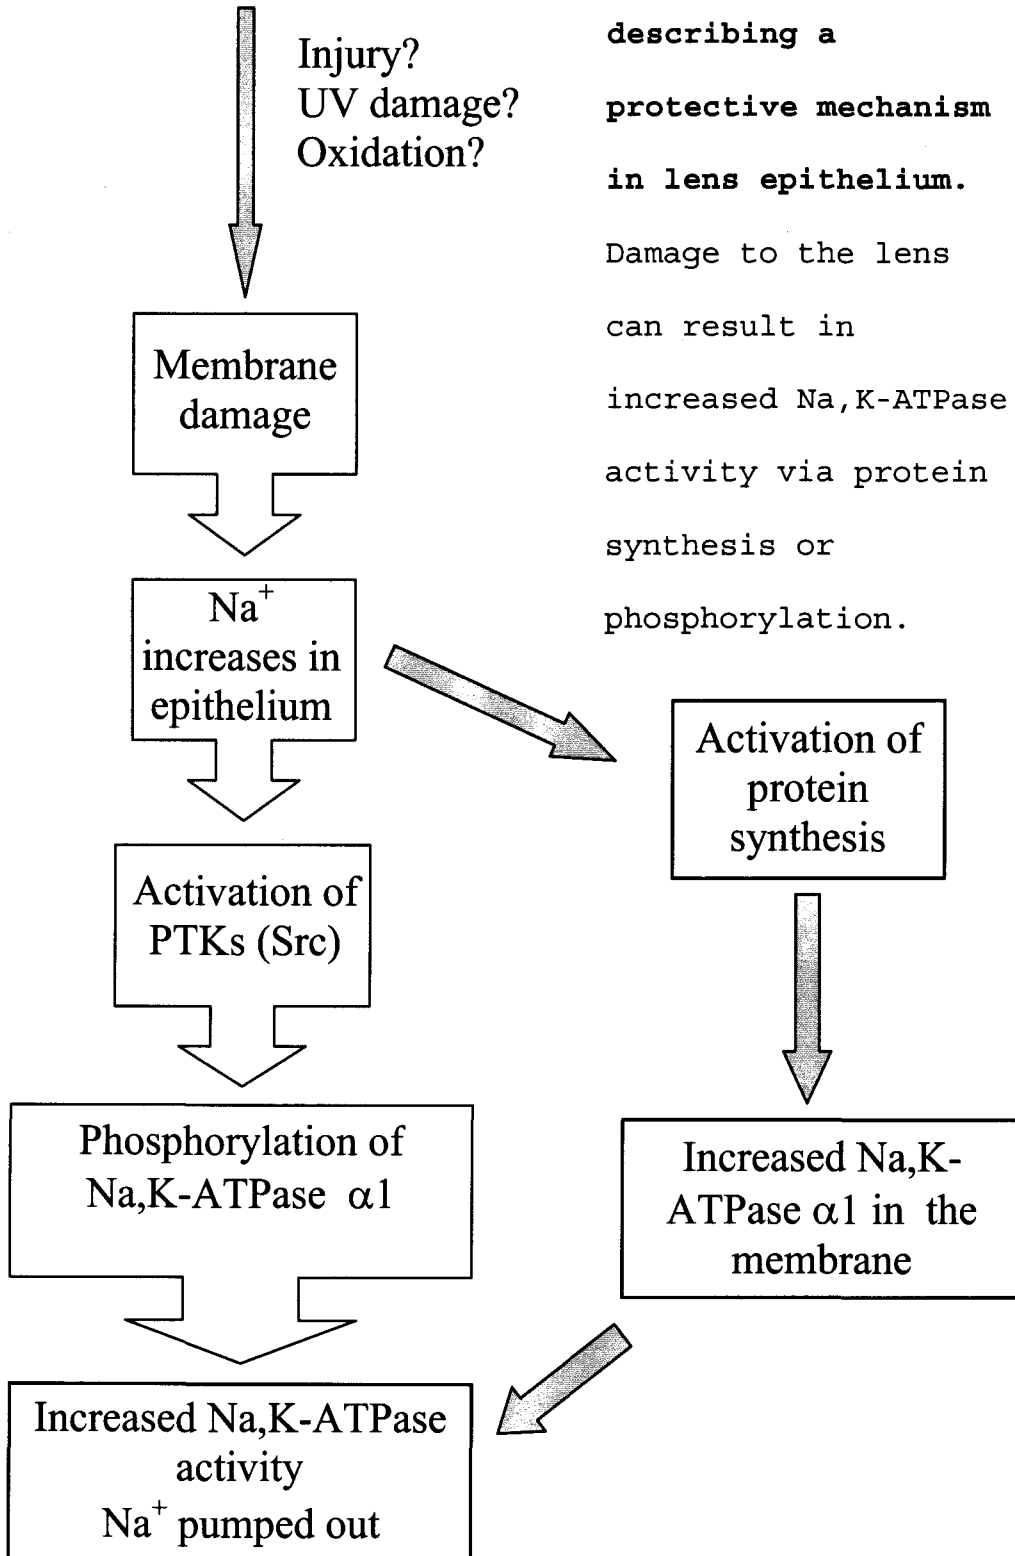 describing a
protective mechanism
in lens epithelium.
Damage to the lens
can result in
increased Na,K-ATPase
activity via protein
synthesis or
phosphorylation.
Injury?
UV damage?
Oxidation?
Membrane
damage
Na⁺
increases in
epithelium
Activation of
protein
synthesis
Activation of
PTKs (Src)
Phosphorylation of
Na,K-ATPase α1
Increased Na,K-
ATPase α1 in the
membrane
Increased Na,K-ATPase
activity
Na⁺ pumped out